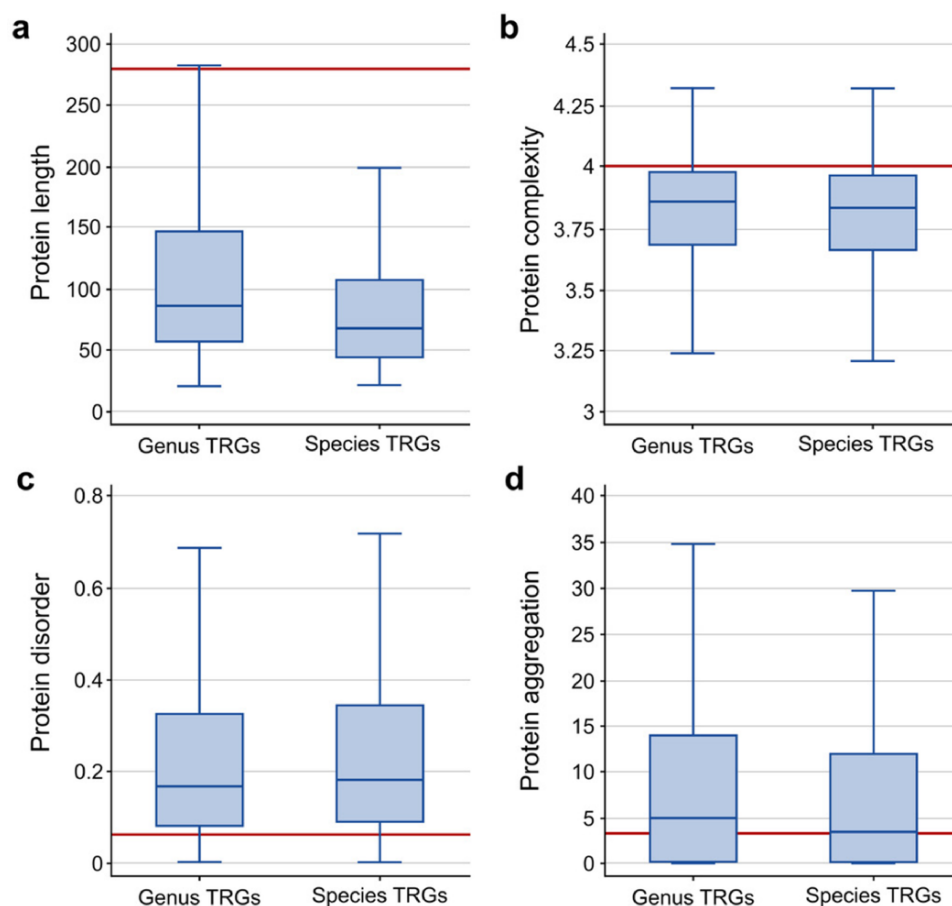 a
Protein length
300
250
200
150
100
50
0
Genus TRGs
Species TRGs
b
Protein complexity
4.5
4.25
4
3.75
3.5
3.25
3
Genus TRGs
Species TRGs
c
Protein disorder
0.8
0.6
0.4
0.2
0
Genus TRGs
Species TRGs
d
Protein aggregation
40
35
30
25
20
15
10
5
0
Genus TRGs
Species TRGs